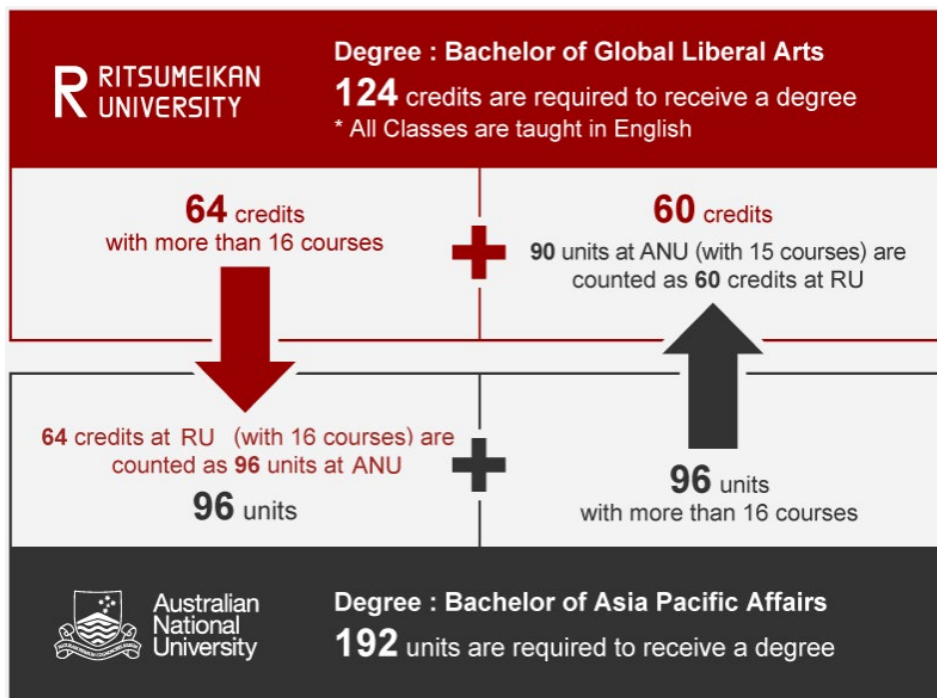 RITSUMEIKAN
UNIVERSITY
Degree : Bachelor of Global Liberal Arts
124 credits are required to receive a degree
* All Classes are taught in English
64 credits
with more than 16 courses
+
60 credits
90 units at ANU (with 15 courses) are
counted as 60 credits at RU
64 credits at RU (with 16 courses) are
counted as 96 units at ANU
96 units
+
96 units
with more than 16 courses
Australian
National
University
Degree : Bachelor of Asia Pacific Affairs
192 units are required to receive a degree